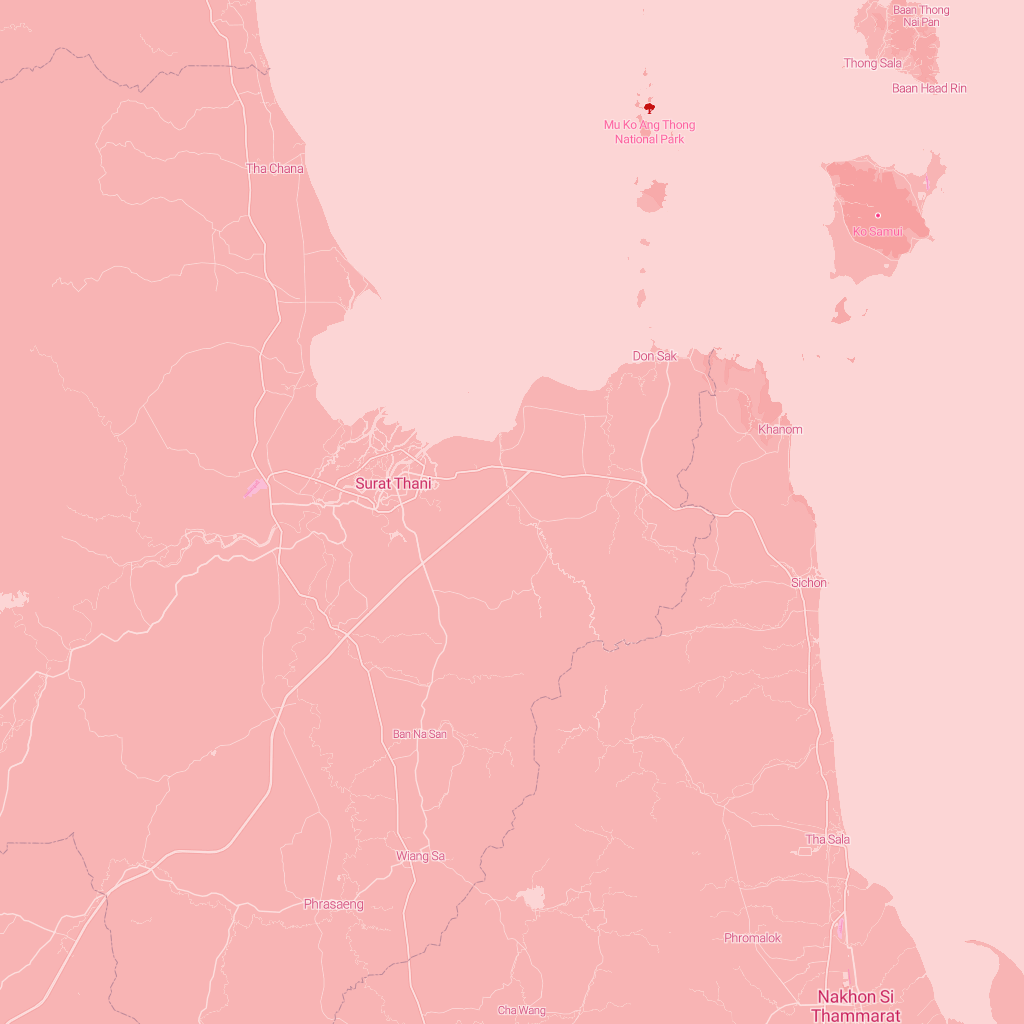 Baan Thong
Nai Pan
Thong Sala
Baan Haad Rin
Mu Ko Ang Thong
National Park
Tha Chana
Ko Samui
Don Sak
Khanom
Surat Thani
Sichon
Ban Na San
Tha Sala
Wiang Sa
Phrasaeng
Phromalok
Nakhon Si
Thammarat
Cha Wang